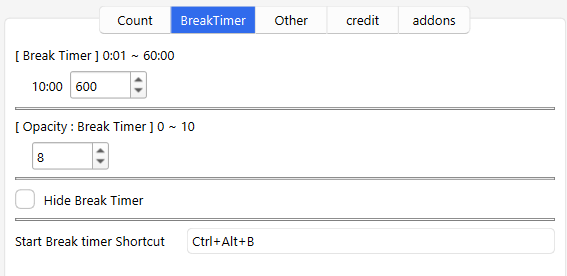 Count BreakTimer Other credit addons
[ Break Timer ] 0:01 ~ 60:00
10:00 600
[ Opacity : Break Timer ] 0 ~ 10
8
Hide Break Timer
Start Break timer Shortcut Ctrl+Alt+B